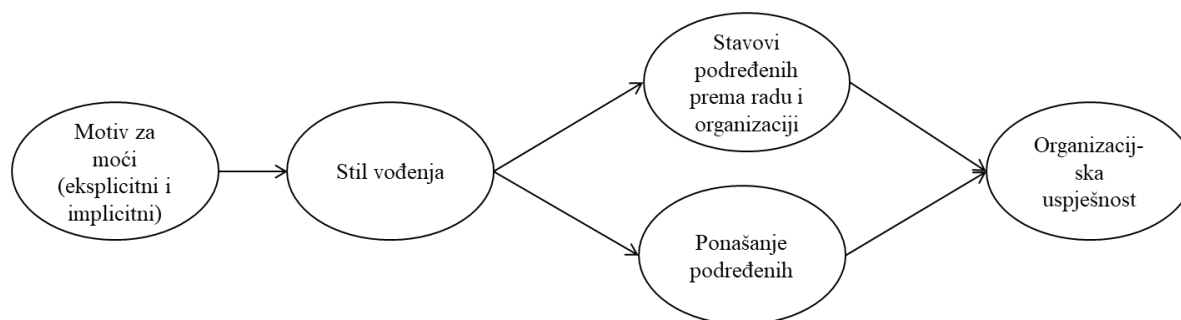 Motiv za
moći
(eksplicitni i
implicitni)
Stil vođenja
Stavovi
podređenih
prema radu i
organizaciji
Ponašanje
podređenih
Organizacij-
ska
uspješnost